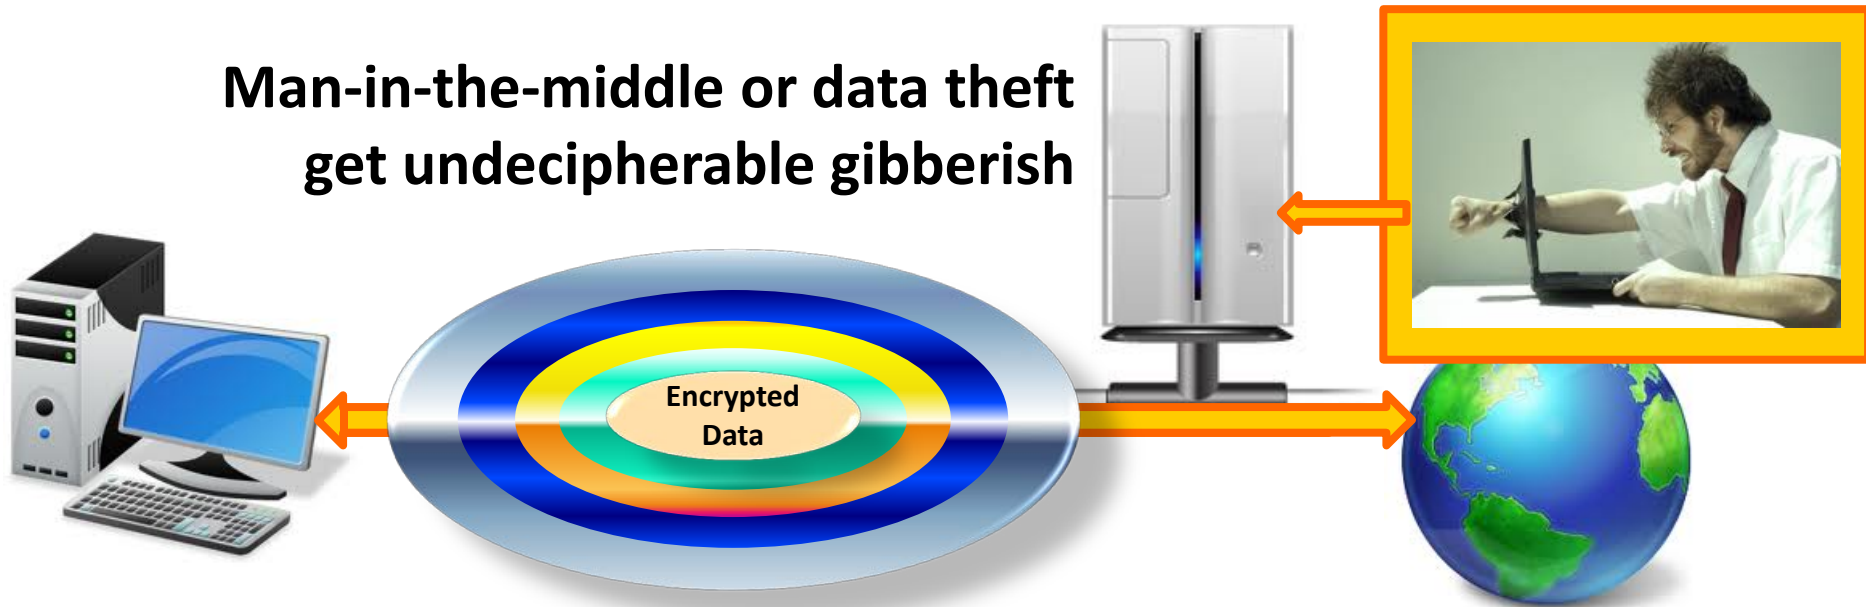 Man-in-the-middle or data theft
get undecipherable gibberish
Encrypted
Data